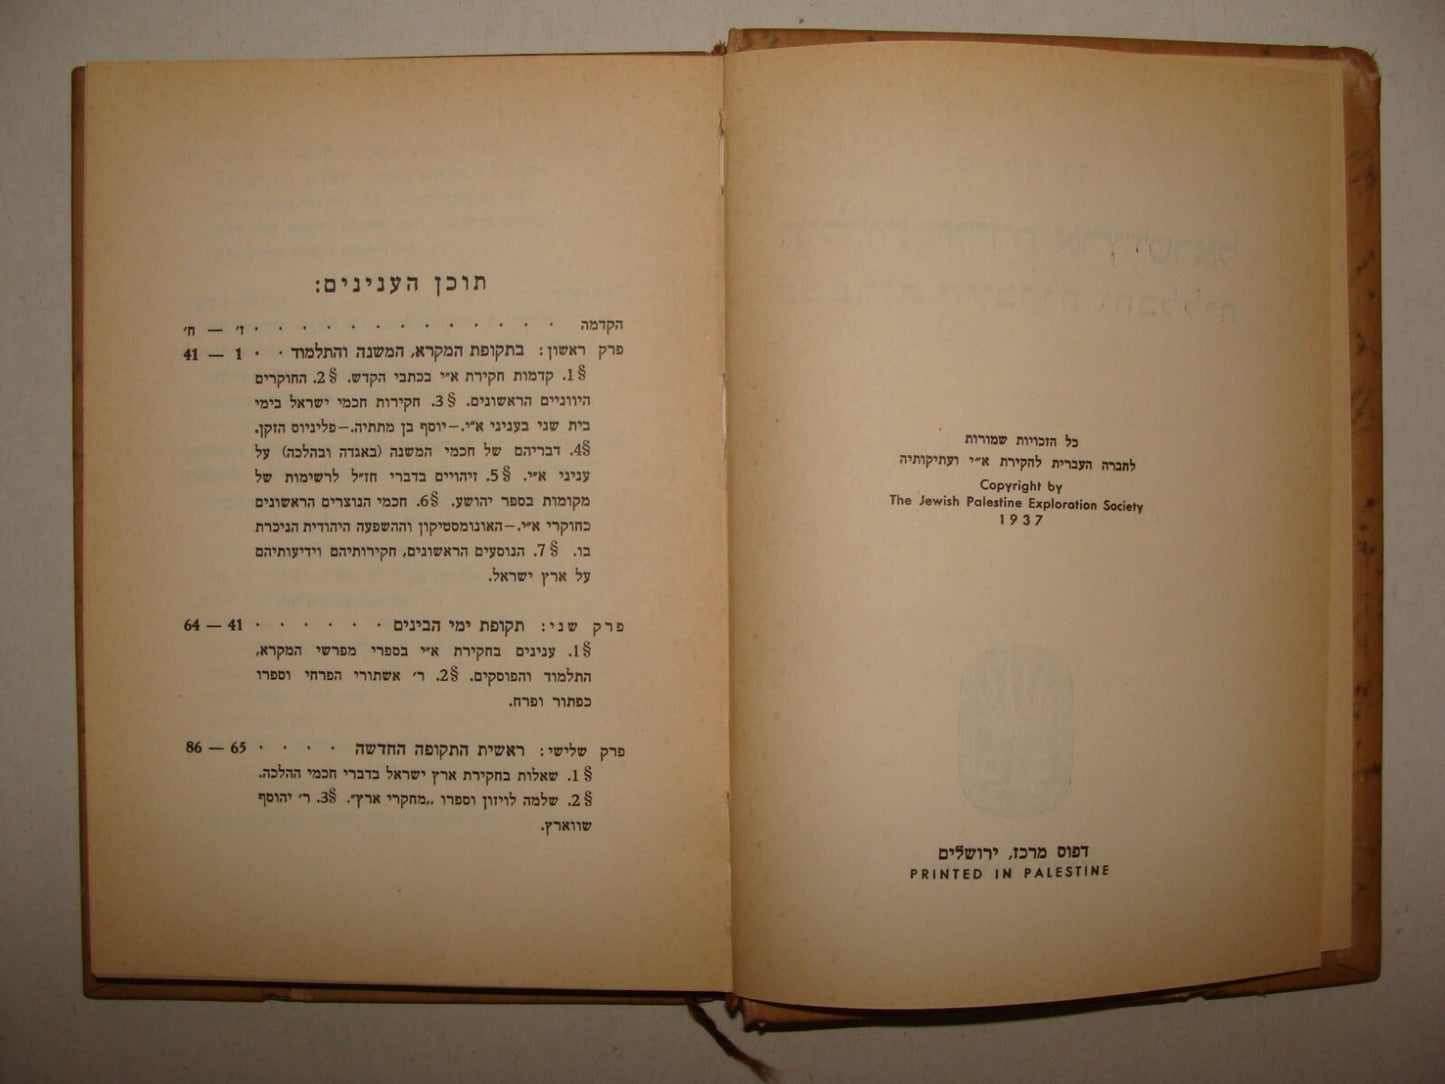 כל הזכויות שמורות
לחברה העברית לחקירת א״י ועתיקותיה
Copyright by
The Jewish Palestine Exploration Society
1937
דפוס מרכז, ירושלים
PRINTED IN PALESTINE
תוכן הענינים:
הקדמה . . . . . . . . . . . . . ז׳ — ח׳
פרק ראשון: בתקופת המקרא, המשנה והתלמוד . . 1 — 41
§ 1. קדמות חקירת א״י בכתבי הקדש. § 2. החוקרים
היווניים הראשונים. § 3. חקירות חכמי ישראל בימי
בית שני בעניני א״י.—יוסף בן מתתיה.—פליניוס הזקן.
§ 4. דבריהם של חכמי המשנה (באגדה ובהלכה) על
עניני א״י. § 5. זיהויים בדברי חז״ל לרשימות של
מקומות בספר יהושע. § 6. חכמי הנוצרים הראשונים
כחוקרי א״י.—האונומסטיקון וההשפעה היהודית הניכרת
בו. § 7. הנוסעים הראשונים, חקירותיהם וידיעותיהם
על ארץ ישראל.
פרק שני: תקופת ימי הבינים . . . . . . 41 — 64
§ 1. ענינים בחקירת א״י בספרי מפרשי המקרא,
התלמוד והפוסקים. § 2. ר׳ אשתורי הפרחי וספרו
כפתור ופרח.
פרק שלישי: ראשית התקופה החדשה . . . . 65 — 86
§ 1. שאלות בחקירת ארץ ישראל בדברי חכמי ההלכה.
§ 2. שלמה לויזון וספרו ,,מחקרי ארץ״. § 3. ר׳ יהוסף
שווארץ.